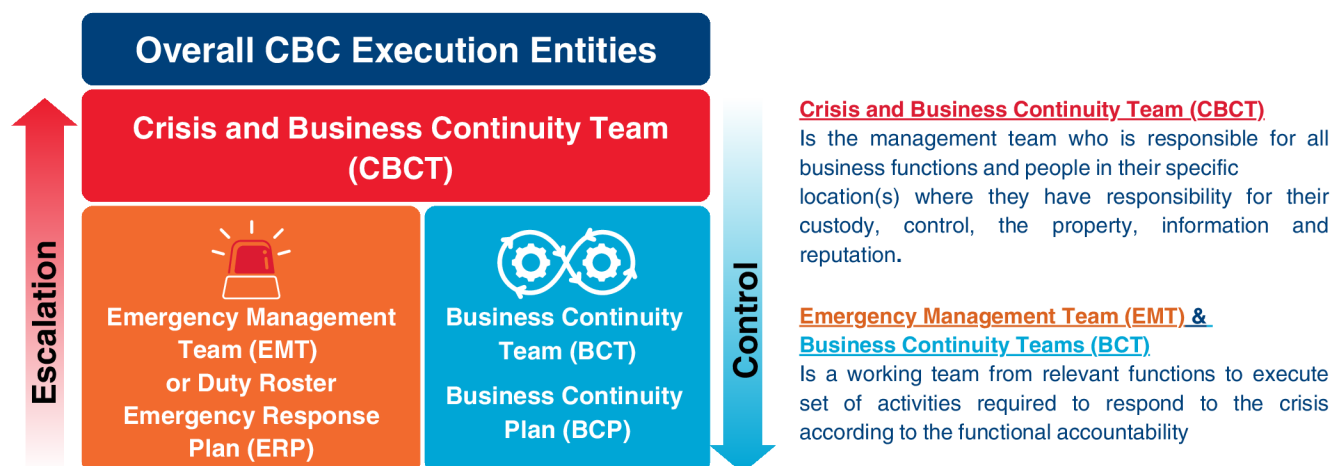 Overall CBC Execution Entities
Escalation
Crisis and Business Continuity Team
(CBCT)
Emergency Management
Team (EMT)
or Duty Roster
Emergency Response
Plan (ERP)
Business Continuity
Team (BCT)
Business Continuity
Plan (BCP)
Control
Crisis and Business Continuity Team (CBCT)
Is the management team who is responsible for all
business functions and people in their specific
location(s) where they have responsibility for their
custody, control, the property, information and
reputation.
Emergency Management Team (EMT) &
Business Continuity Teams (BCT)
Is a working team from relevant functions to execute
set of activities required to respond to the crisis
according to the functional accountability